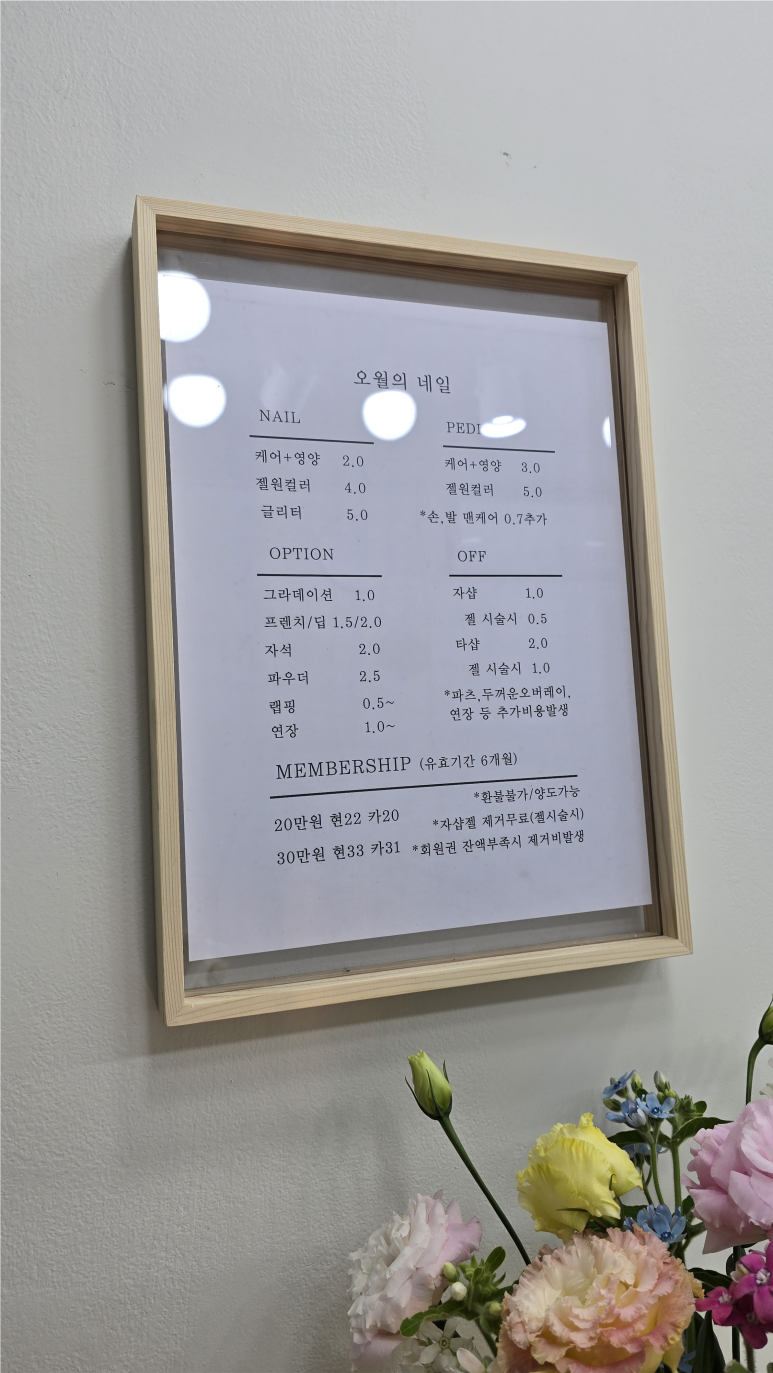 오월의 네일
NAIL
케어+영양 2.0
젤원컬러 4.0
글리터 5.0
PEDI
케어+영양 3.0
젤원컬러 5.0
*손,발 맨케어 0.7추가
OPTION
그라데이션 1.0
프렌치/딥 1.5/2.0
자석 2.0
파우더 2.5
랩핑 0.5~
연장 1.0~
OFF
자샵 1.0
젤 시술시 0.5
타샵 2.0
젤 시술시 1.0
*파츠,두꺼운오버레이,
연장 등 추가비용발생
MEMBERSHIP (유효기간 6개월)
*환불불가/양도가능
20만원 현22 카20
*자샵젤 제거무료(젤시술시)
30만원 현33 카31
*회원권 잔액부족시 제거비발생